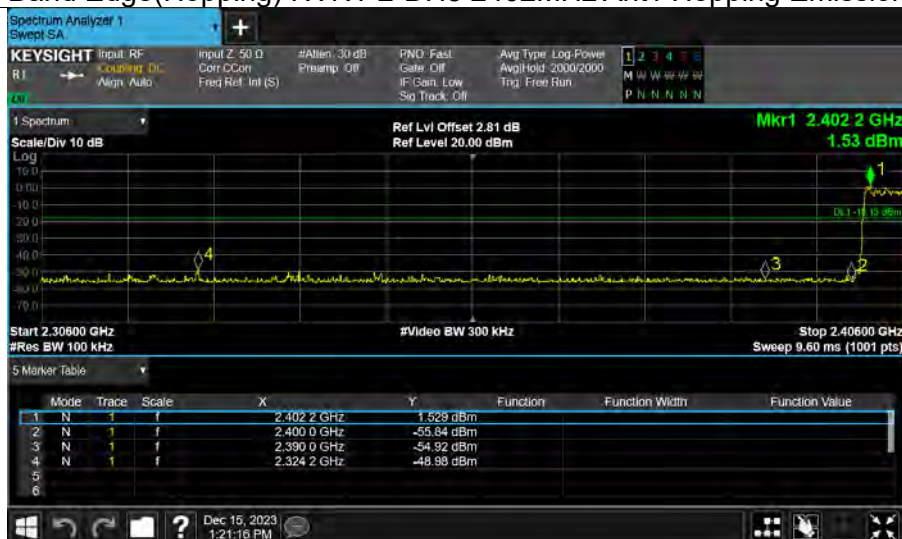 Spectrum Analyzer 1
Swept SA
+
KEYSIGHT Input: RF
R1 Coupling: DC
Align: Auto
Input Z: 50 Ω
Corr CCorr
Freq Ref: Int (S)
#Atten: 30 dB
Preamp: Off
PNO: Fast
Gate: Off
IF Gain: Low
Sig Track: Off
Avg Type: Log-Power
Avg|Hold: 2000/2000
Trig: Free Run
1 2 3 4 5 6
M W W W W W
P N N N N N
1 Spectrum
Scale/Div 10 dB
Ref Lvl Offset 2.81 dB
Ref Level 20.00 dBm
Mkr1 2.402 2 GHz
1.53 dBm
Log
10.0
0.00
-10.0
-20.0
-30.0
-40.0
-50.0
-60.0
-70.0
1
2
3
4
Start 2.30600 GHz
#Res BW 100 kHz
#Video BW 300 kHz
Stop 2.40600 GHz
Sweep 9.60 ms (1001 pts)
5 Marker Table
Mode Trace Scale X Y Function Function Width Function Value
1 N 1 f 2.402 2 GHz 1.529 dBm
2 N 1 f 2.400 0 GHz -55.84 dBm
3 N 1 f 2.390 0 GHz -54.92 dBm
4 N 1 f 2.324 2 GHz -48.98 dBm
5
6
?
Dec 15, 2023
1:21:16 PM